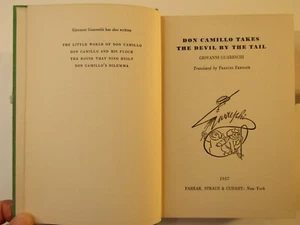 Giovanni Guareschi has also written
THE LITTLE WORLD OF DON CAMILLO
DON CAMILLO AND HIS FLOCK
THE HOUSE THAT NINO BUILT
DON CAMILLO'S DILEMMA
DON CAMILLO TAKES
THE DEVIL BY THE TAIL
GIOVANNI GUARESCHI
Translated by FRANCES FRENAYE
Guareschi
1957
FARRAR, STRAUS & CUDAHY · New York